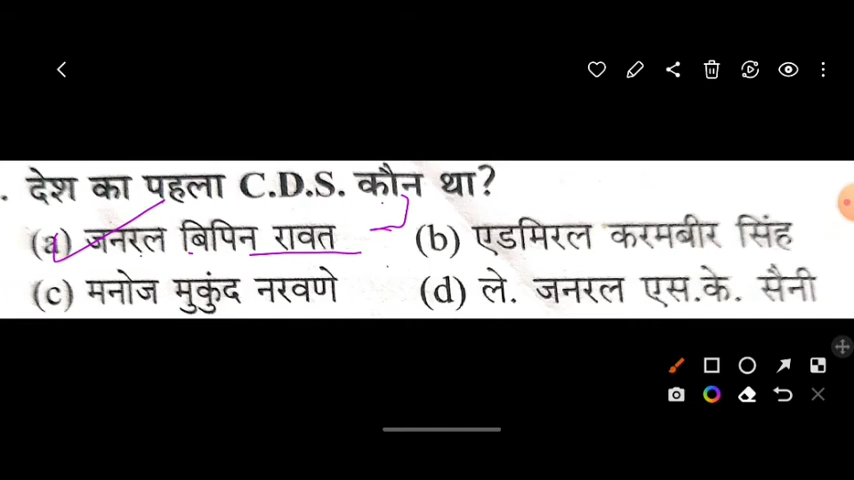 . देश का पहला C.D.S. कौन था?
(a) जनरल बिपिन रावत (b) एडमिरल करमबीर सिंह
(c) मनोज मुकुंद नरवणे (d) ले. जनरल एस.के. सैनी